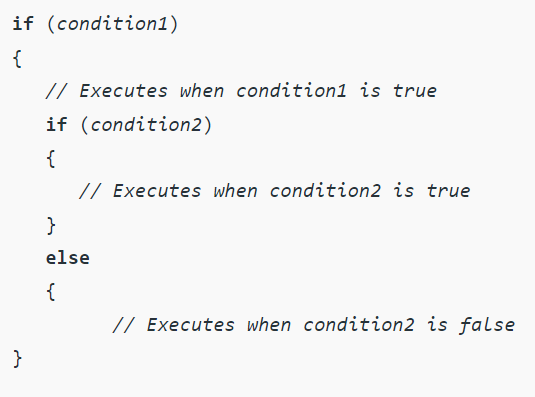 if (condition1)
{
   // Executes when condition1 is true
   if (condition2)
   {
      // Executes when condition2 is true
   }
   else
   {
         // Executes when condition2 is false
}